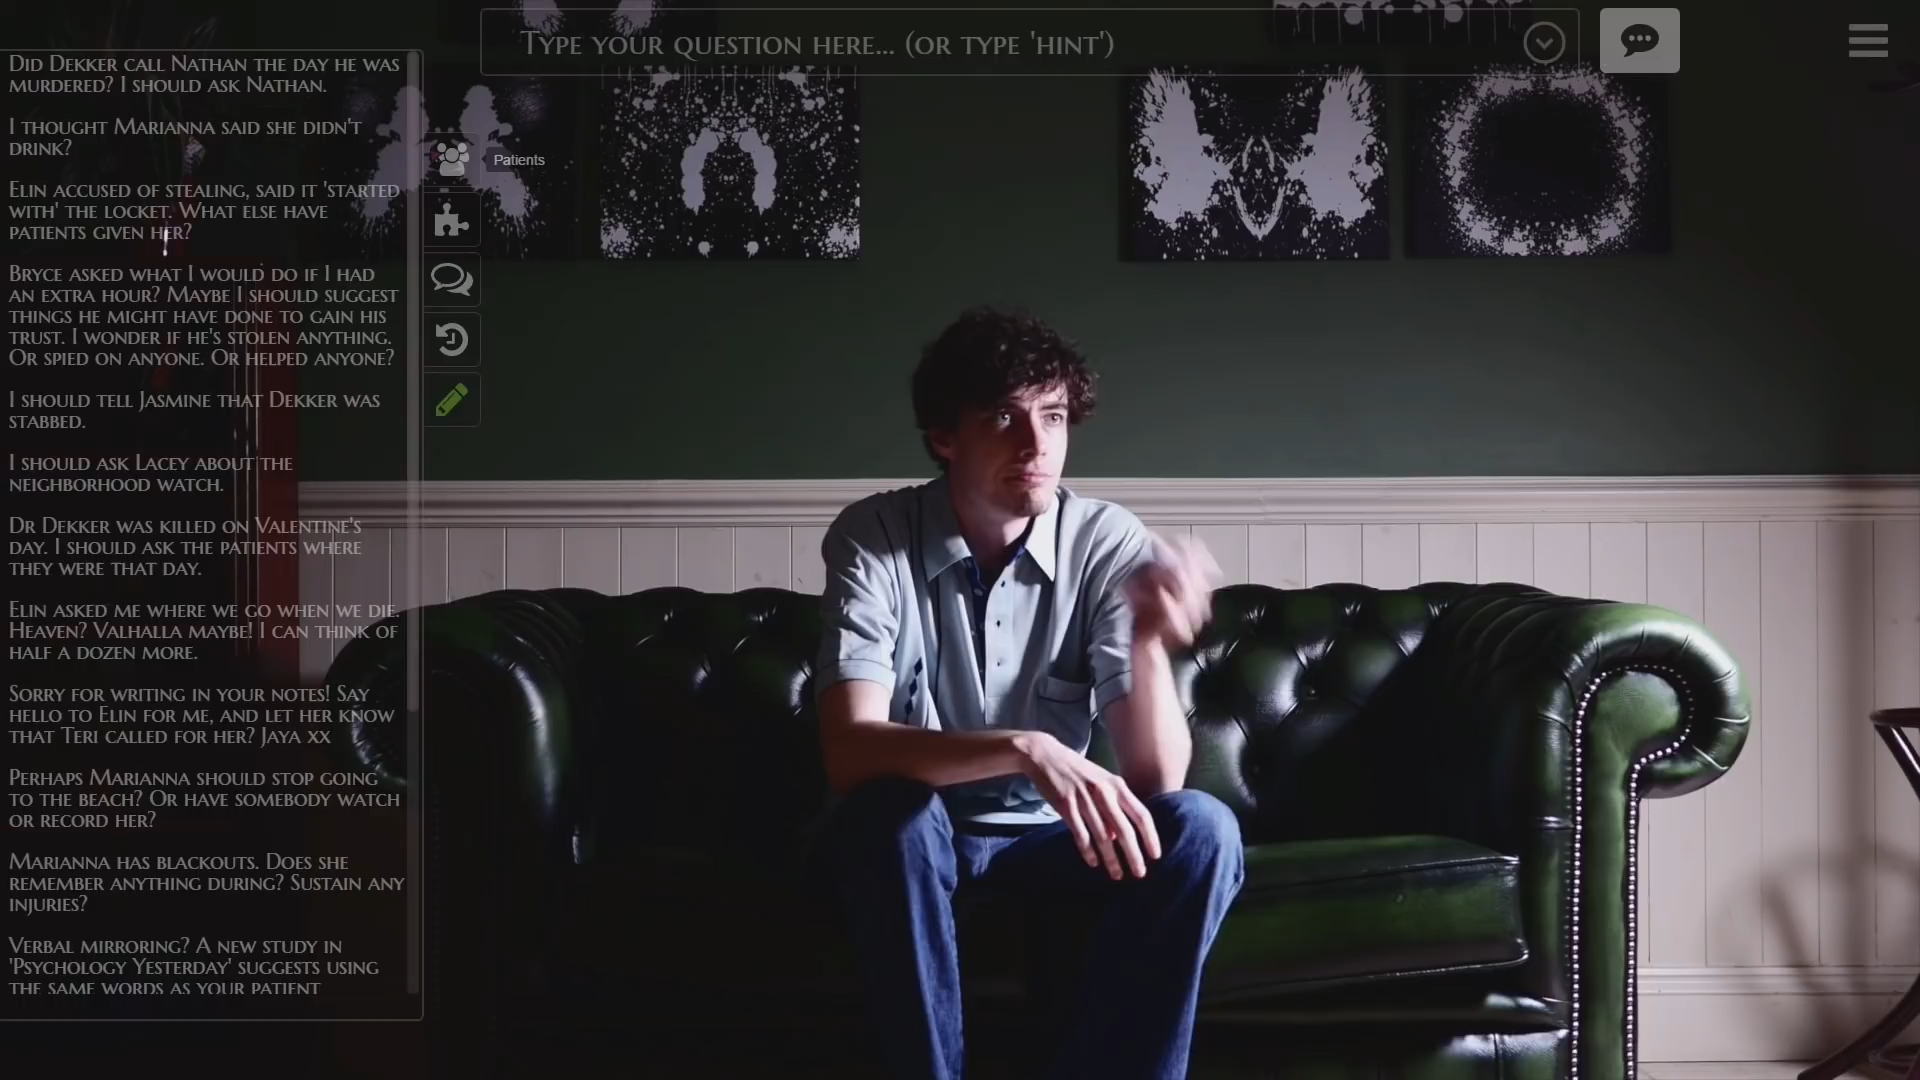 Type your question here... (or type 'hint')
Did Dekker call Nathan the day he was
murdered? I should ask Nathan.
I thought Marianna said she didn't
drink?
Elin accused of stealing, said it 'started
with' the locket. What else have
patients given her?
Bryce asked what I would do if I had
an extra hour? Maybe I should suggest
things he might have done to gain his
trust. I wonder if he's stolen anything.
Or spied on anyone. Or helped anyone?
I should tell Jasmine that Dekker was
stabbed.
I should ask Lacey about the
neighborhood watch.
Dr Dekker was killed on Valentine's
day. I should ask the patients where
they were that day.
Elin asked me where we go when we die.
Heaven? Valhalla maybe! I can think of
half a dozen more.
Sorry for writing in your notes! Say
hello to Elin for me, and let her know
that Teri called for her? Jaya xx
Perhaps Marianna should stop going
to the beach? Or have somebody watch
or record her?
Marianna has blackouts. Does she
remember anything during? Sustain any
injuries?
Verbal mirroring? A new study in
'Psychology Yesterday' suggests using
the same words as your patient
Patients